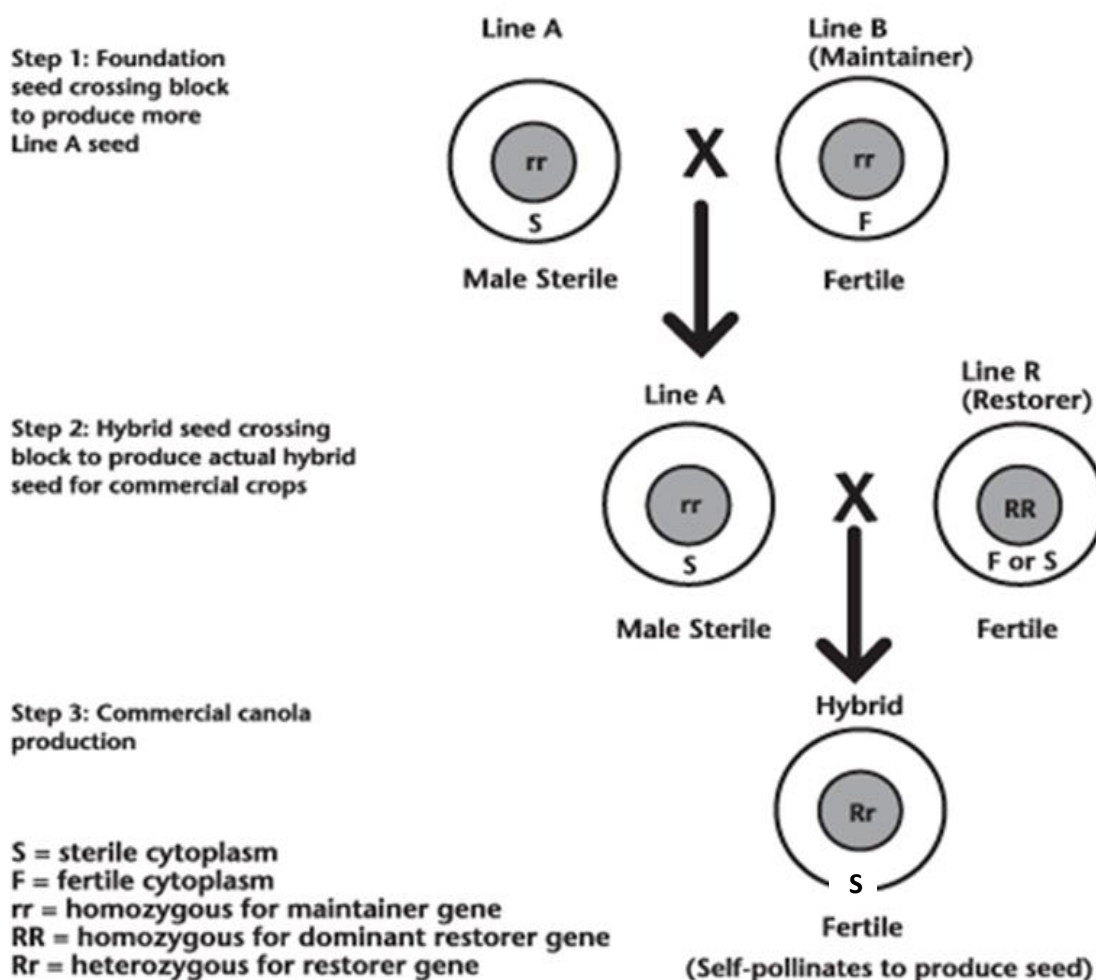 Step 1: Foundation
seed crossing block
to produce more
Line A seed
Line A
Line B
(Maintainer)
rr
S
X
rr
F
Male Sterile
Fertile
Step 2: Hybrid seed crossing
block to produce actual hybrid
seed for commercial crops
Line A
Line R
(Restorer)
rr
S
X
RR
F or S
Male Sterile
Fertile
Step 3: Commercial canola
production
Hybrid
Rr
S
Fertile
(Self-pollinates to produce seed)
S = sterile cytoplasm
F = fertile cytoplasm
rr = homozygous for maintainer gene
RR = homozygous for dominant restorer gene
Rr = heterozygous for restorer gene